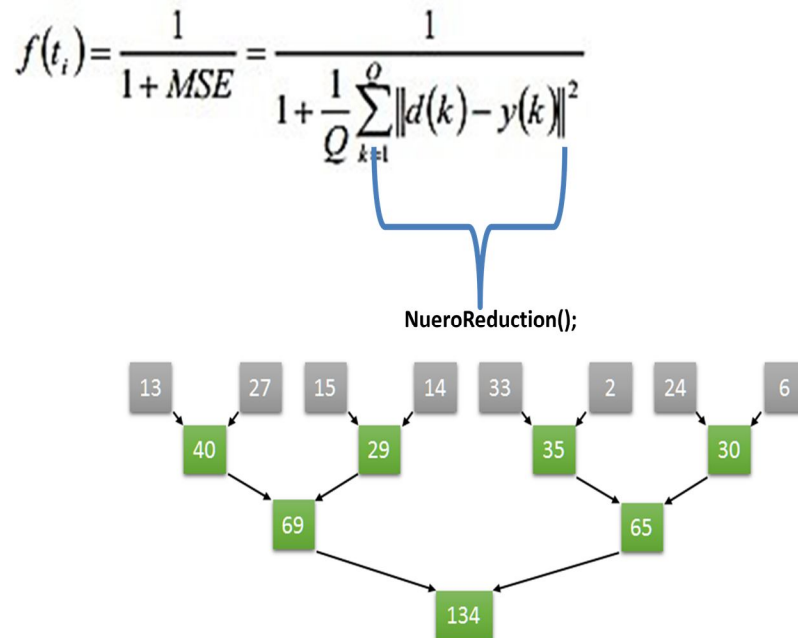 f(t_i) = 1 / (1 + MSE) = 1 / (1 + 1/Q ∑_{k=1}^{Q} ||d(k) − y(k)||^2)
NueroReduction();
13 27 15 14 33 2 24 6
40 29 35 30
69 65
134